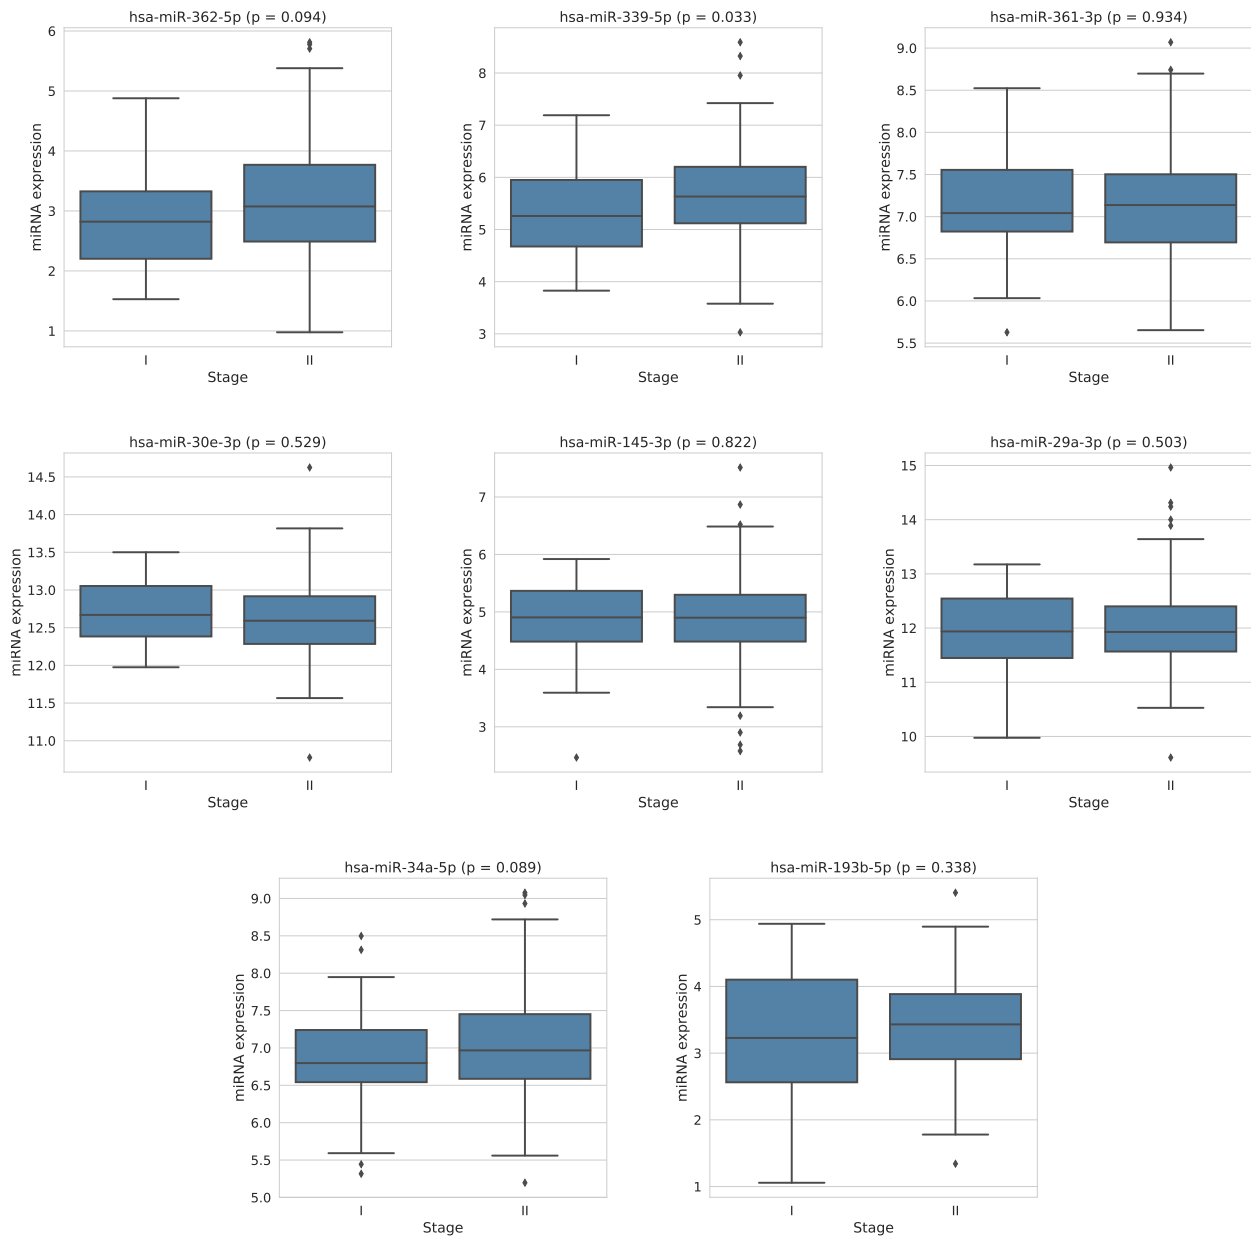 hsa-miR-362-5p (p = 0.094)
miRNA expression
6
5
4
3
2
1
I
II
Stage
hsa-miR-339-5p (p = 0.033)
miRNA expression
8
7
6
5
4
3
I
II
Stage
hsa-miR-361-3p (p = 0.934)
miRNA expression
9.0
8.5
8.0
7.5
7.0
6.5
6.0
5.5
I
II
Stage
hsa-miR-30e-3p (p = 0.529)
miRNA expression
14.5
14.0
13.5
13.0
12.5
12.0
11.5
11.0
I
II
Stage
hsa-miR-145-3p (p = 0.822)
miRNA expression
7
6
5
4
3
I
II
Stage
hsa-miR-29a-3p (p = 0.503)
miRNA expression
15
14
13
12
11
10
I
II
Stage
hsa-miR-34a-5p (p = 0.089)
miRNA expression
9.0
8.5
8.0
7.5
7.0
6.5
6.0
5.5
5.0
I
II
Stage
hsa-miR-193b-5p (p = 0.338)
miRNA expression
5
4
3
2
1
I
II
Stage